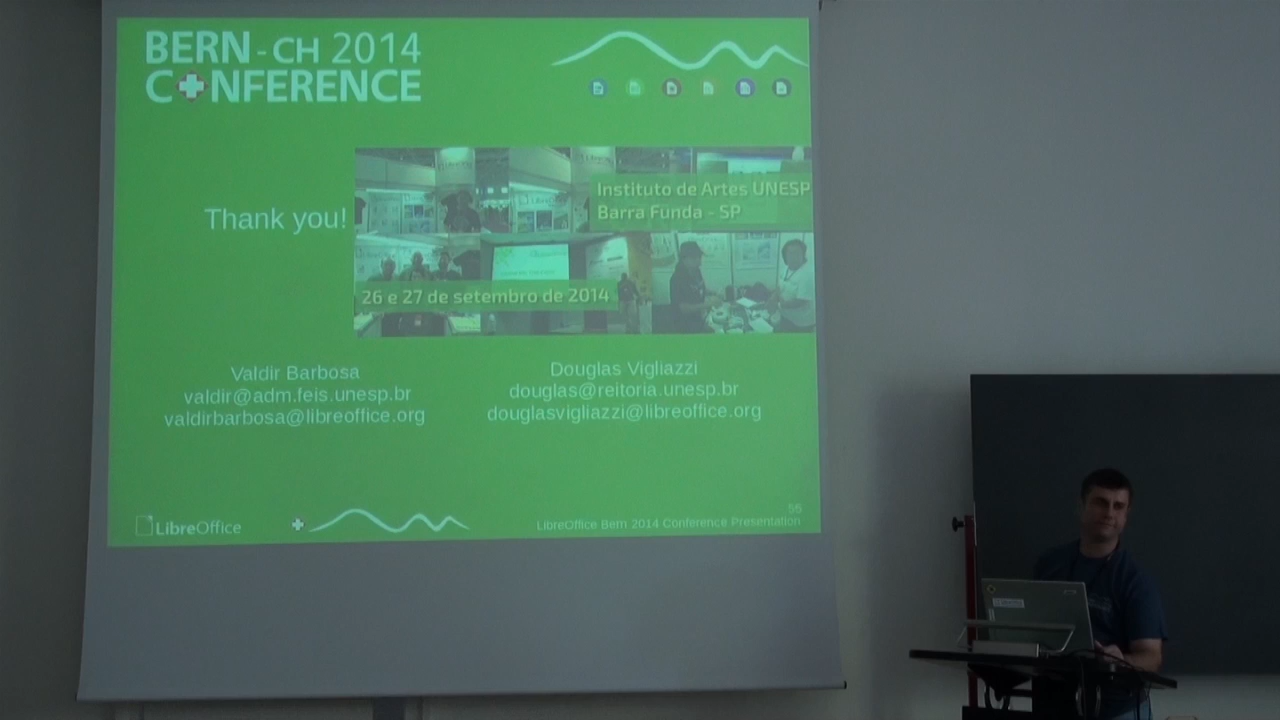 BERN - CH 2014
CONFERENCE
Thank you!
Instituto de Artes UNESP
Barra Funda - SP
26 e 27 de setembro de 2014
Valdir Barbosa
valdir@adm.feis.unesp.br
valdirbarbosa@libreoffice.org
Douglas Vigliazzi
douglas@reitoria.unesp.br
douglasvigliazzi@libreoffice.org
LibreOffice
55
LibreOffice Bern 2014 Conference Presentation